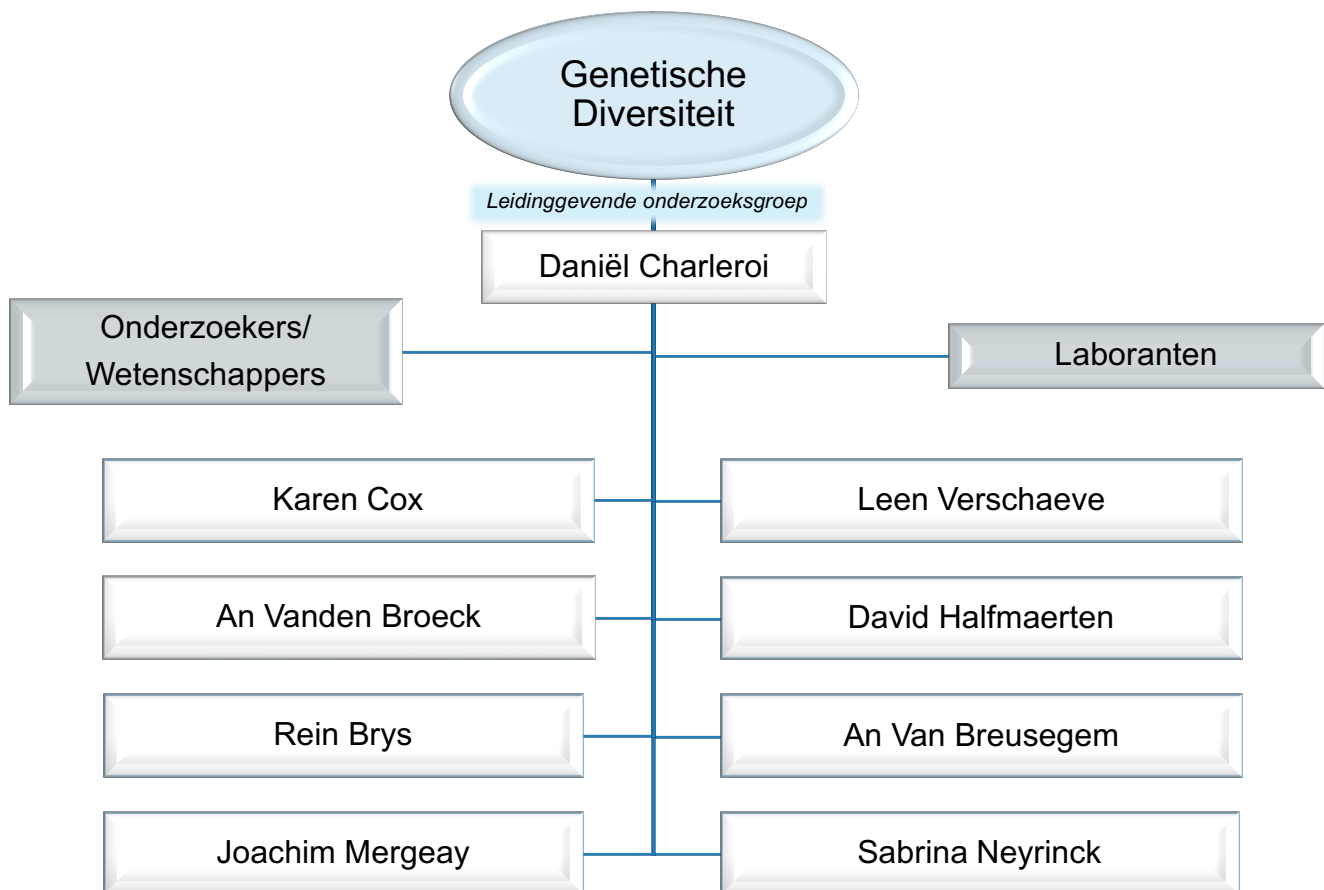 Genetische
Diversiteit
Leidinggevende onderzoeksgroep
Daniël Charleroi
Onderzoekers/
Wetenschappers
Laboranten
Karen Cox
Leen Verschaeve
An Vanden Broeck
David Halfmaerten
Rein Brys
An Van Breusegem
Joachim Mergeay
Sabrina Neyrinck